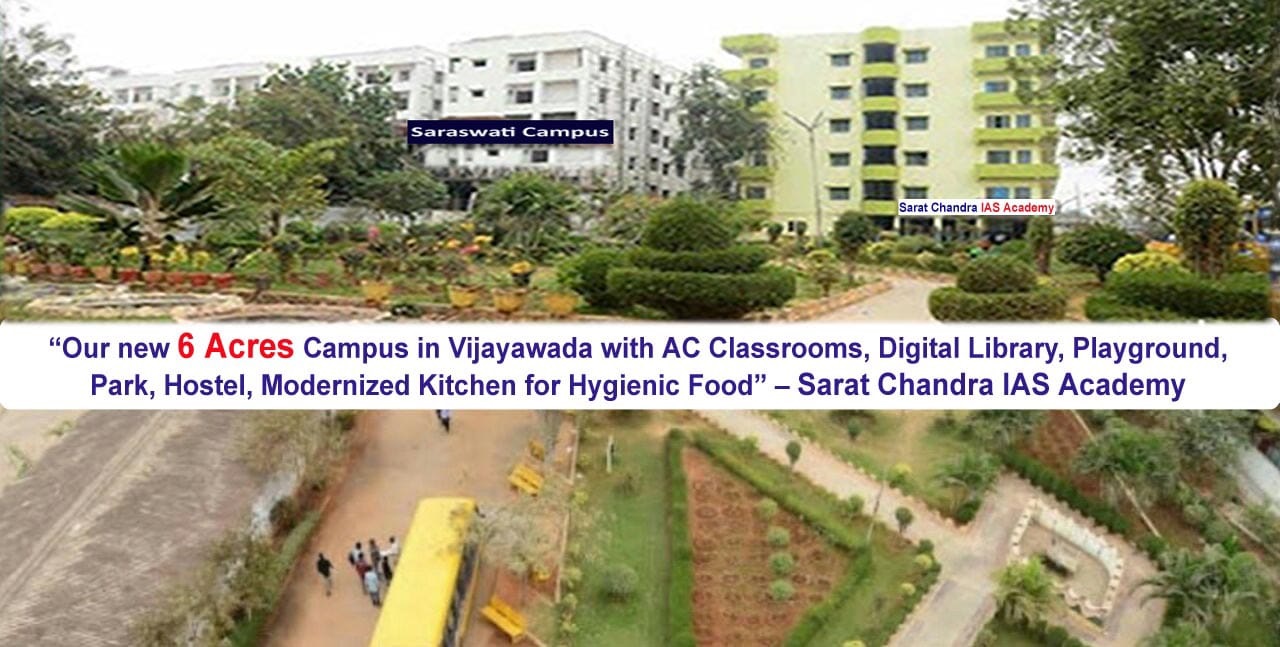 Saraswati Campus
Sarat Chandra IAS Academy
“Our new 6 Acres Campus in Vijayawada with AC Classrooms, Digital Library, Playground,
Park, Hostel, Modernized Kitchen for Hygienic Food” – Sarat Chandra IAS Academy